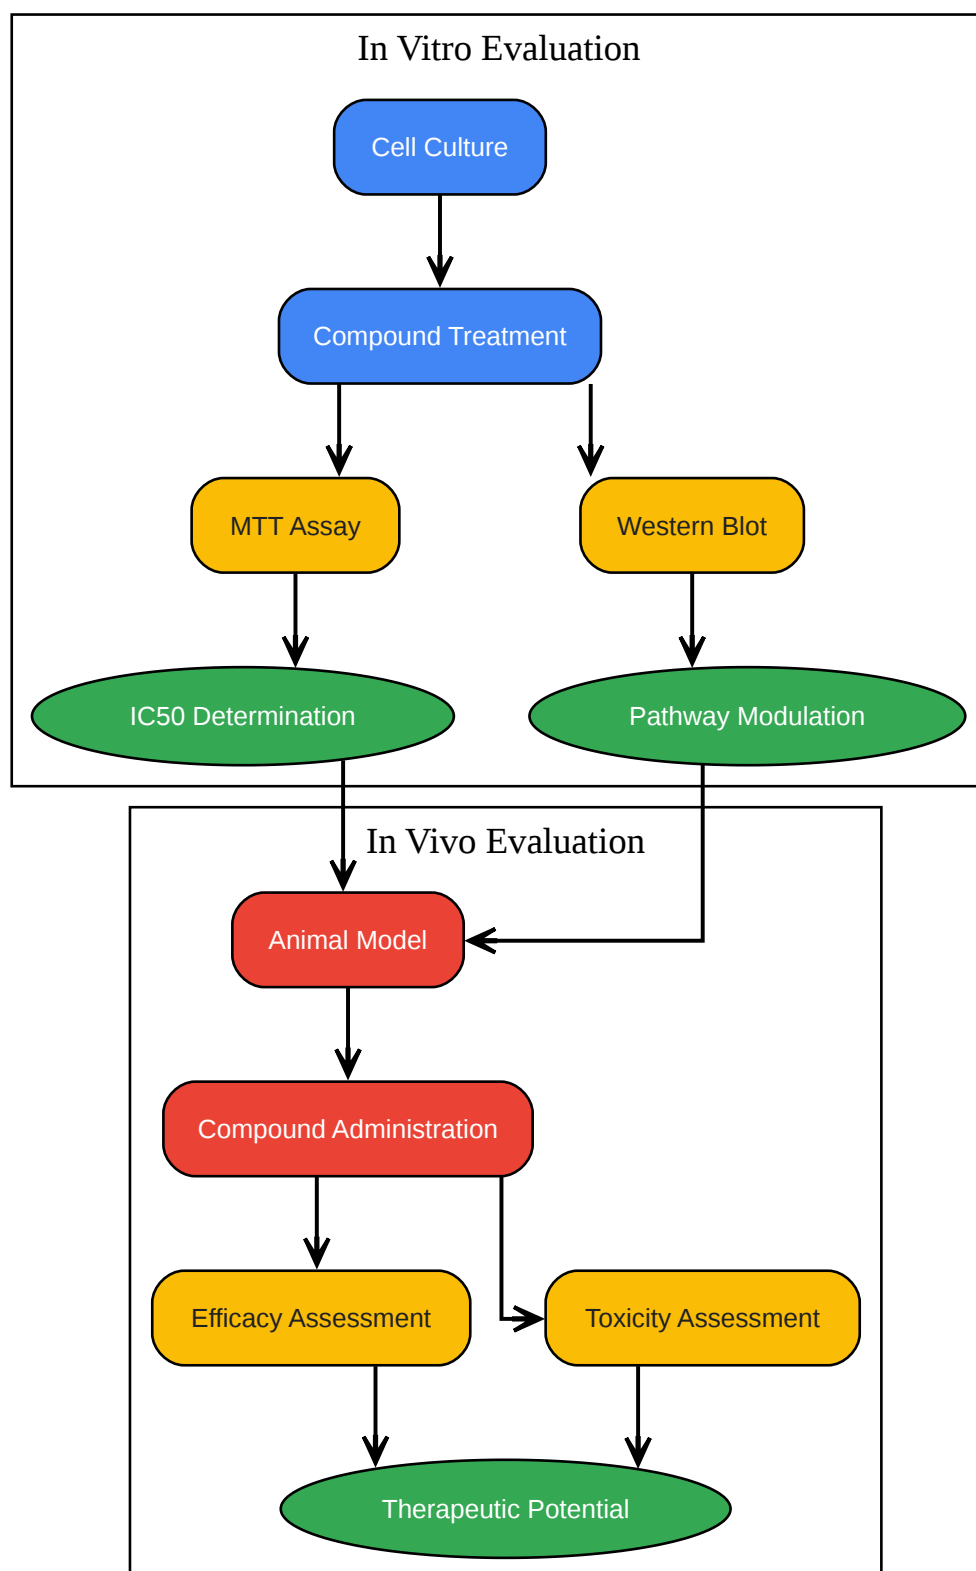 In Vitro Evaluation
Cell Culture
Compound Treatment
MTT Assay
Western Blot
IC50 Determination
Pathway Modulation
In Vivo Evaluation
Animal Model
Compound Administration
Efficacy Assessment
Toxicity Assessment
Therapeutic Potential